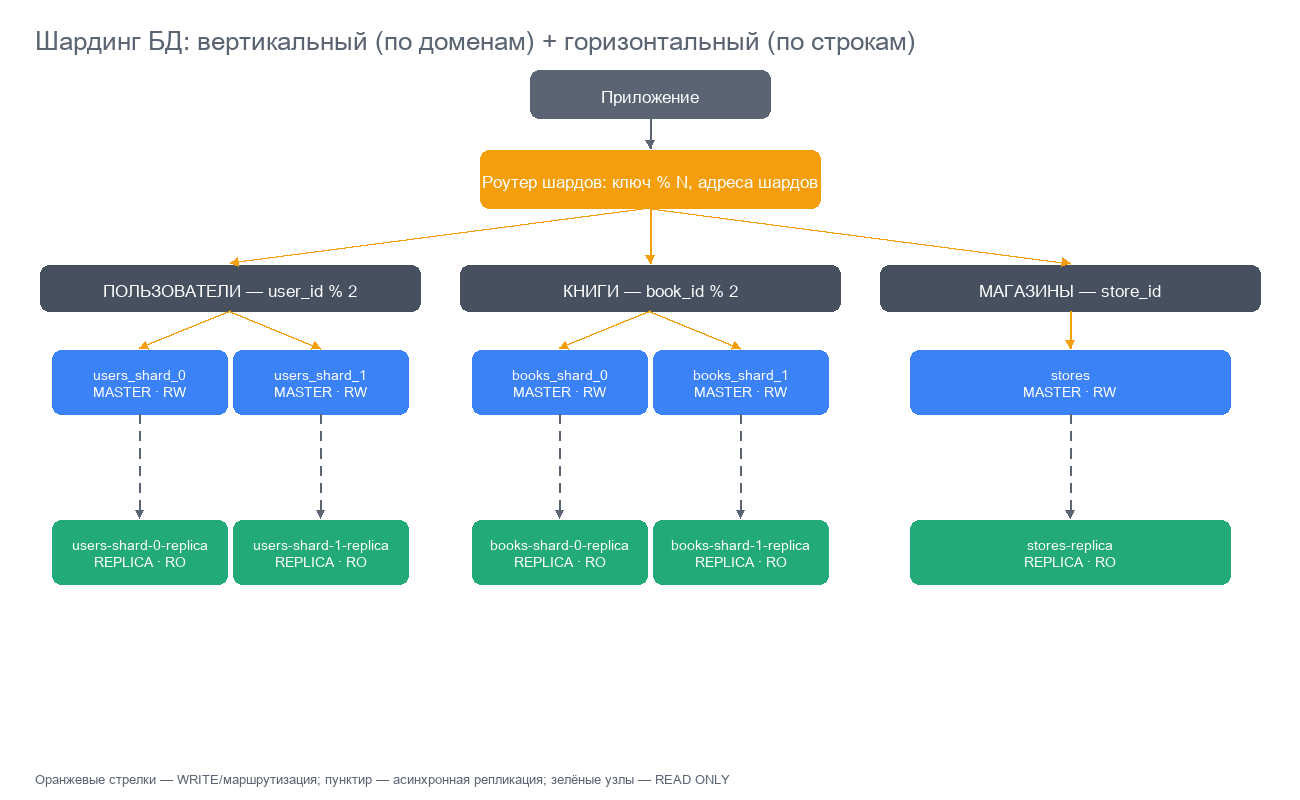 Шардинг БД: вертикальный (по доменам) + горизонтальный (по строкам)
Приложение
Роутер шардов: ключ % N, адреса шардов
ПОЛЬЗОВАТЕЛИ — user_id % 2
КНИГИ — book_id % 2
МАГАЗИНЫ — store_id
users_shard_0
MASTER · RW
users_shard_1
MASTER · RW
books_shard_0
MASTER · RW
books_shard_1
MASTER · RW
stores
MASTER · RW
users-shard-0-replica
REPLICA · RO
users-shard-1-replica
REPLICA · RO
books-shard-0-replica
REPLICA · RO
books-shard-1-replica
REPLICA · RO
stores-replica
REPLICA · RO
Оранжевые стрелки — WRITE/маршрутизация; пунктир — асинхронная репликация; зелёные узлы — READ ONLY